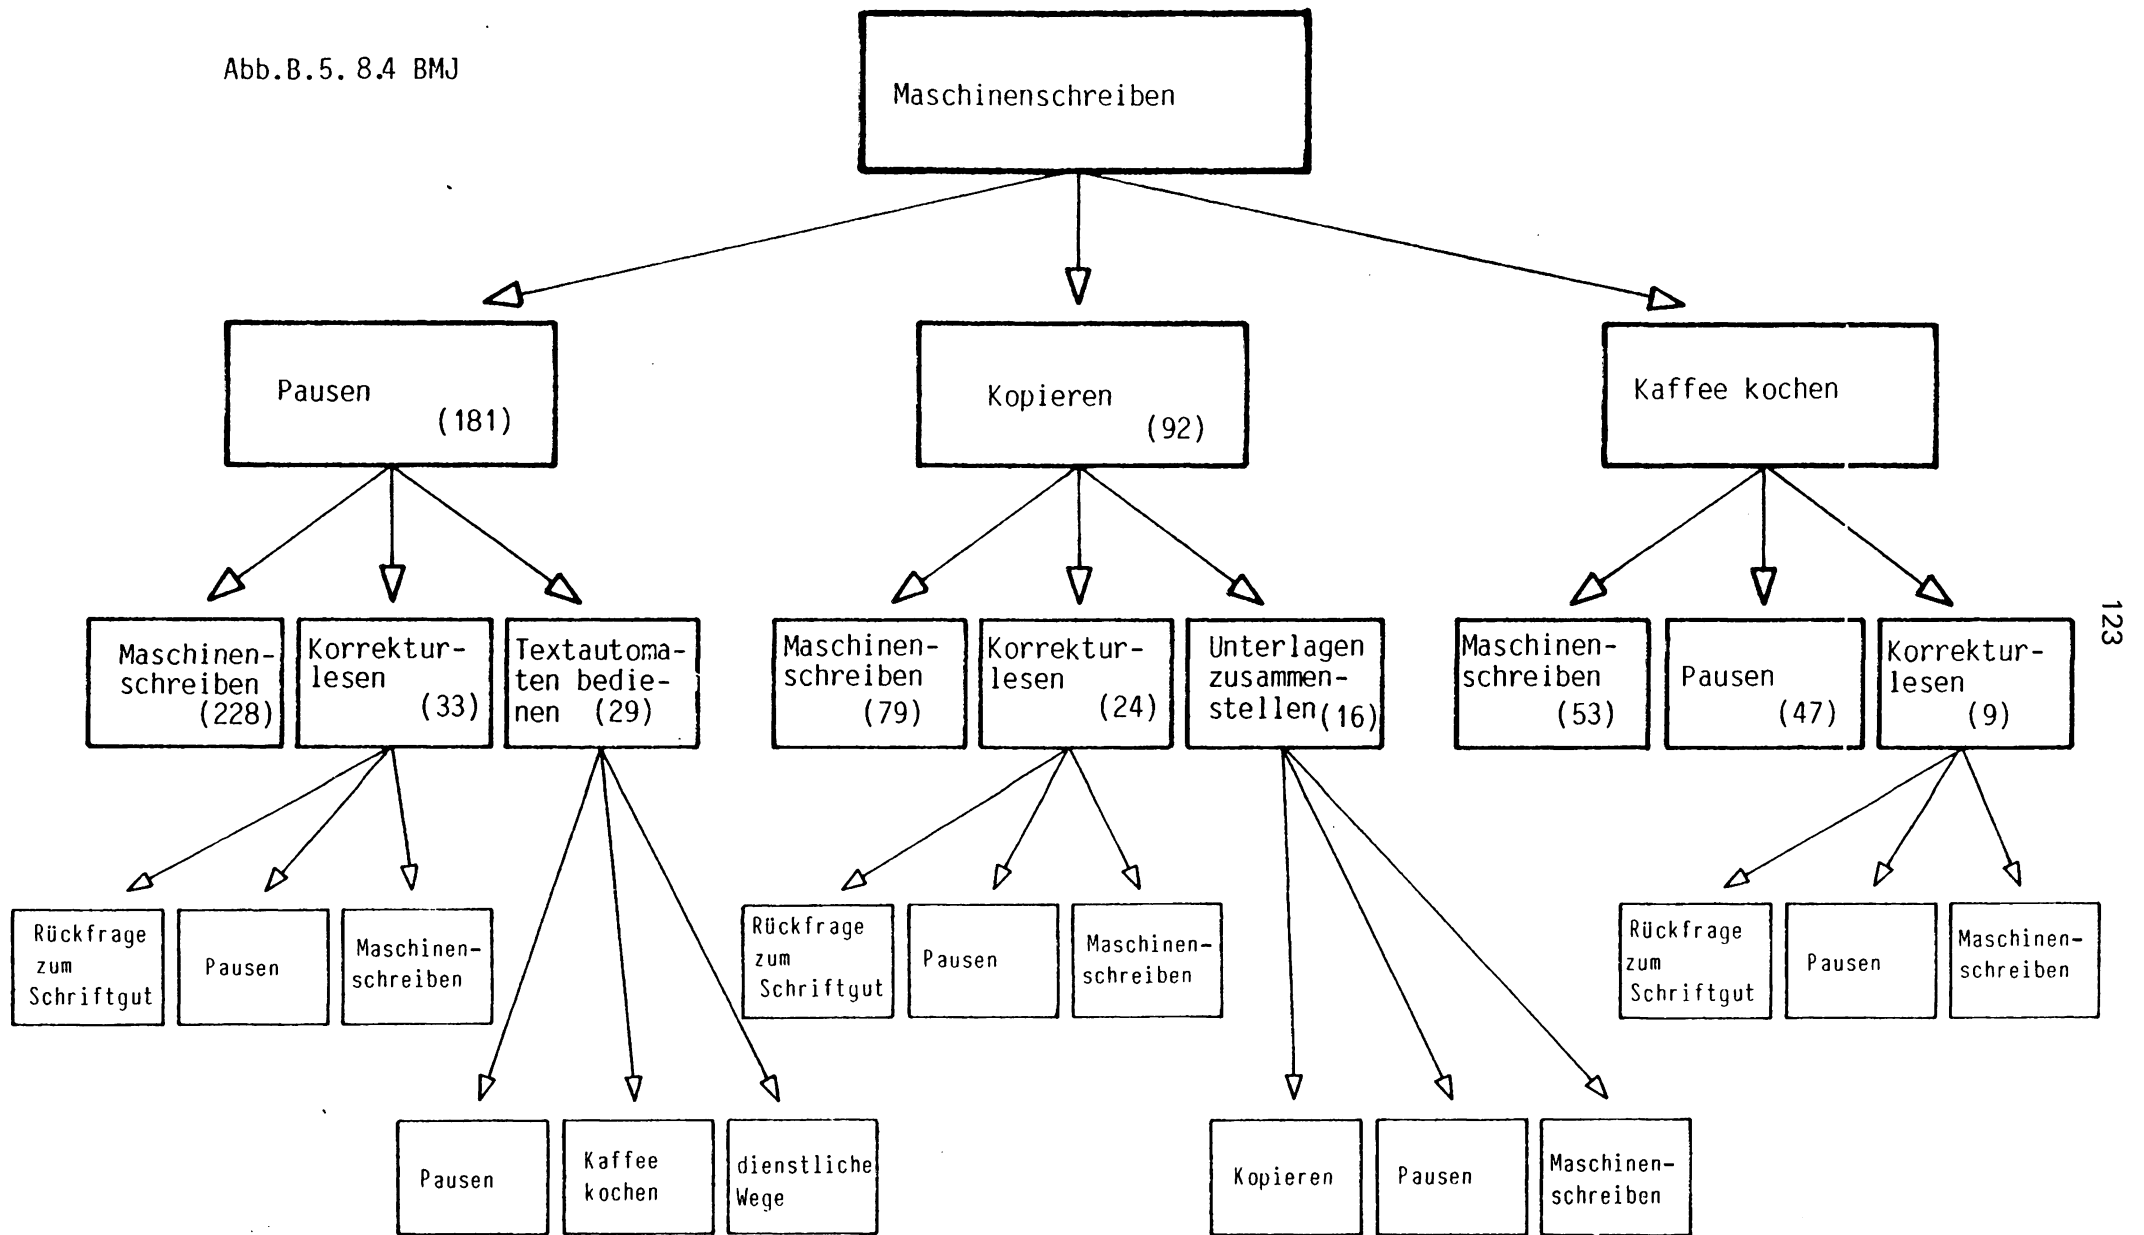 Abb.B.5. 8.4 BMJ
Maschinenschreiben
Pausen
(181)
Kopieren
(92)
Kaffee kochen
Maschinen-
schreiben
(228)
Korrektur-
lesen
(33)
Textautoma-
ten bedie-
nen (29)
Maschinen-
schreiben
(79)
Korrektur-
lesen
(24)
Unterlagen
zusammen-
stellen(16)
Maschinen-
schreiben
(53)
Pausen
(47)
Korrektur-
lesen
(9)
123
Rückfrage
zum
Schriftgut
Pausen
Maschinen-
schreiben
Rückfrage
zum
Schriftgut
Pausen
Maschinen-
schreiben
Rückfrage
zum
Schriftgut
Pausen
Maschinen-
schreiben
Pausen
Kaffee
kochen
dienstliche
Wege
Kopieren
Pausen
Maschinen-
schreiben